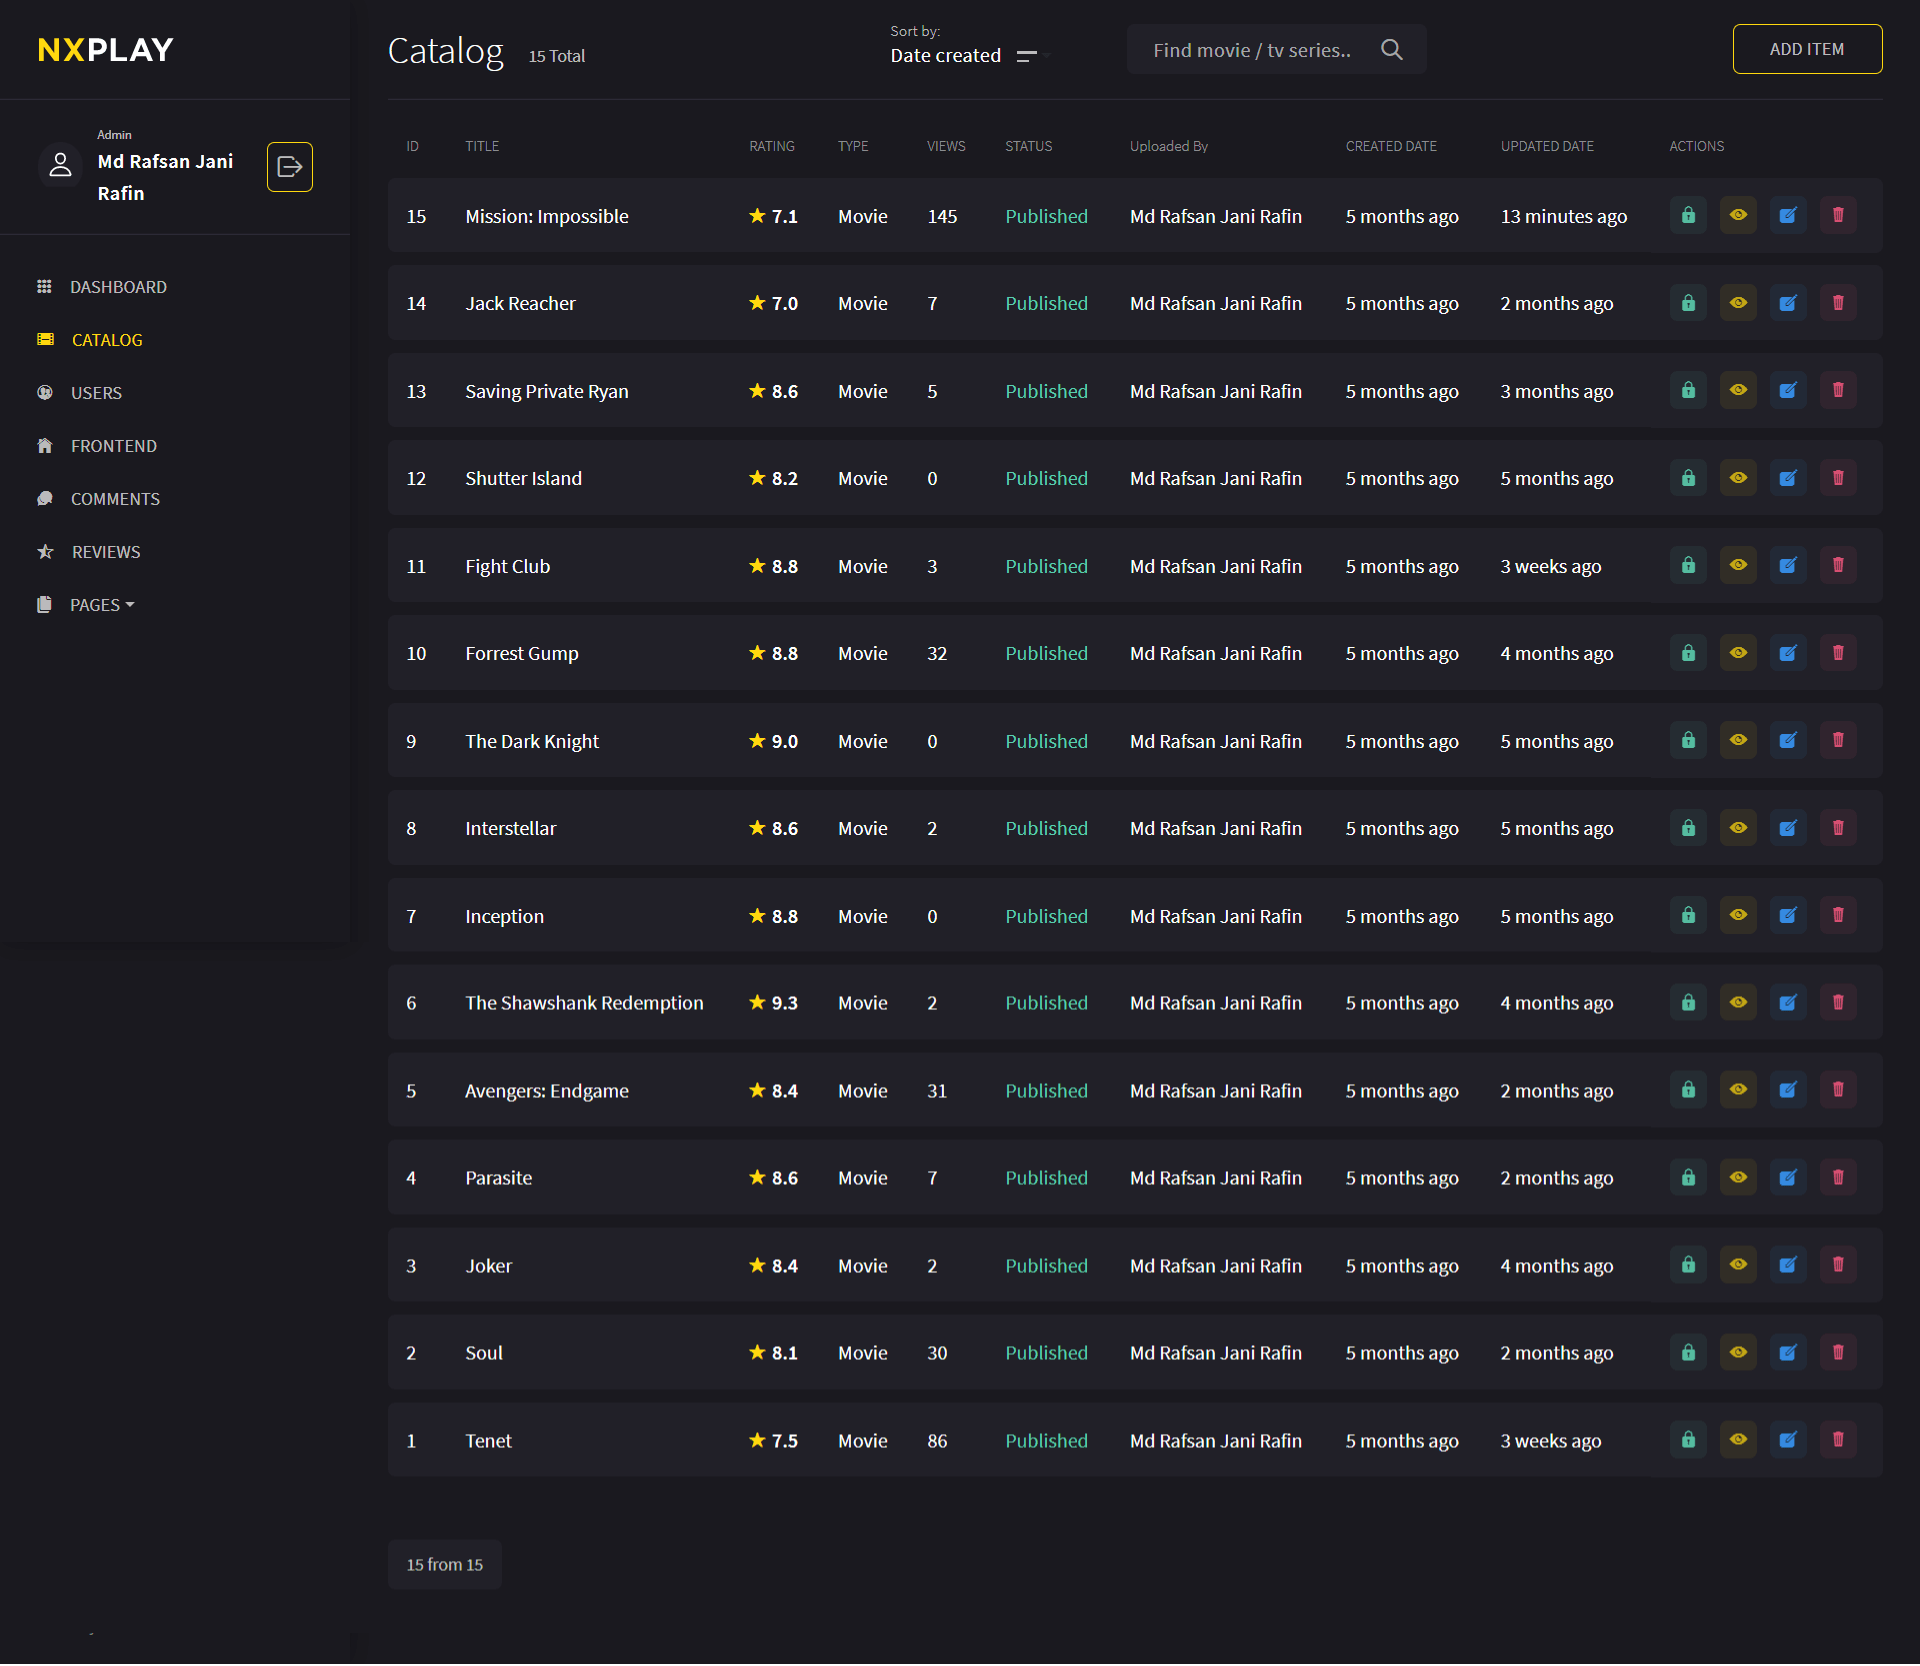 NXPLAY
Admin
Md Rafsan Jani
Rafin
DASHBOARD
CATALOG
USERS
FRONTEND
COMMENTS
REVIEWS
PAGES
Catalog 15 Total
Sort by:
Date created
Find movie / tv series..
ADD ITEM
ID TITLE RATING TYPE VIEWS STATUS Uploaded By CREATED DATE UPDATED DATE ACTIONS
15 Mission: Impossible 7.1 Movie 145 Published Md Rafsan Jani Rafin 5 months ago 13 minutes ago
14 Jack Reacher 7.0 Movie 7 Published Md Rafsan Jani Rafin 5 months ago 2 months ago
13 Saving Private Ryan 8.6 Movie 5 Published Md Rafsan Jani Rafin 5 months ago 3 months ago
12 Shutter Island 8.2 Movie 0 Published Md Rafsan Jani Rafin 5 months ago 5 months ago
11 Fight Club 8.8 Movie 3 Published Md Rafsan Jani Rafin 5 months ago 3 weeks ago
10 Forrest Gump 8.8 Movie 32 Published Md Rafsan Jani Rafin 5 months ago 4 months ago
9 The Dark Knight 9.0 Movie 0 Published Md Rafsan Jani Rafin 5 months ago 5 months ago
8 Interstellar 8.6 Movie 2 Published Md Rafsan Jani Rafin 5 months ago 5 months ago
7 Inception 8.8 Movie 0 Published Md Rafsan Jani Rafin 5 months ago 5 months ago
6 The Shawshank Redemption 9.3 Movie 2 Published Md Rafsan Jani Rafin 5 months ago 4 months ago
5 Avengers: Endgame 8.4 Movie 31 Published Md Rafsan Jani Rafin 5 months ago 2 months ago
4 Parasite 8.6 Movie 7 Published Md Rafsan Jani Rafin 5 months ago 2 months ago
3 Joker 8.4 Movie 2 Published Md Rafsan Jani Rafin 5 months ago 4 months ago
2 Soul 8.1 Movie 30 Published Md Rafsan Jani Rafin 5 months ago 2 months ago
1 Tenet 7.5 Movie 86 Published Md Rafsan Jani Rafin 5 months ago 3 weeks ago
15 from 15